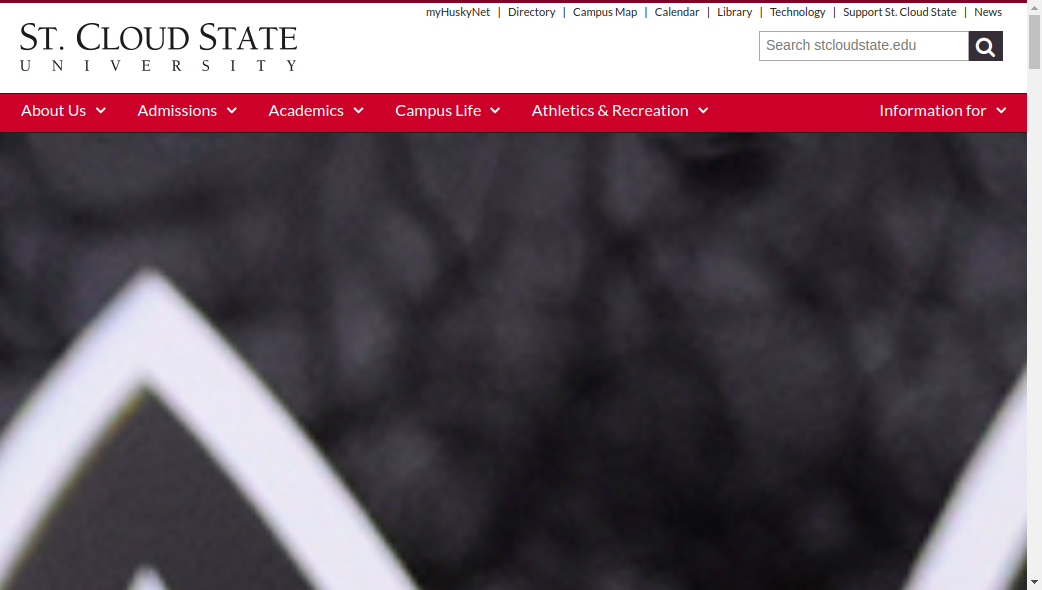 myHuskyNet | Directory | Campus Map | Calendar | Library | Technology | Support St. Cloud State | News
St. Cloud State
UNIVERSITY
Search stcloudstate.edu
About Us Admissions Academics Campus Life Athletics & Recreation Information for